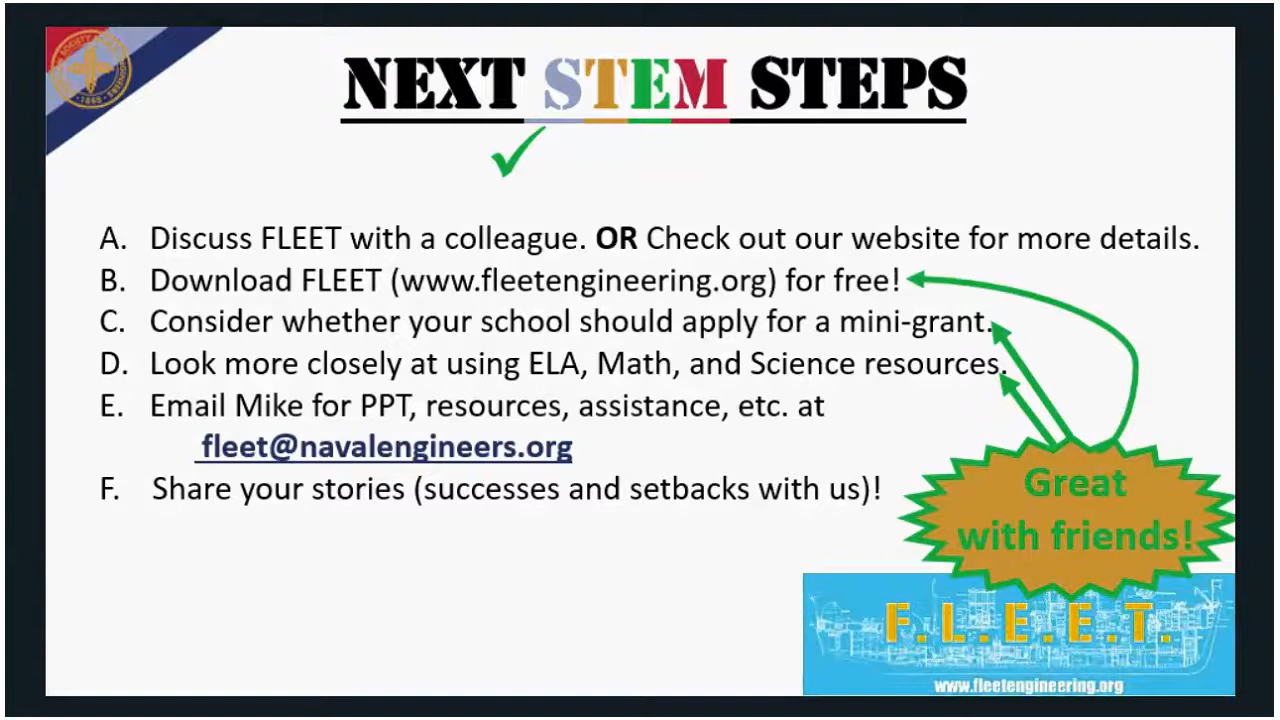 NEXT STEM STEPS
A. Discuss FLEET with a colleague. OR Check out our website for more details.
B. Download FLEET (www.fleetengineering.org) for free!
C. Consider whether your school should apply for a mini-grant.
D. Look more closely at using ELA, Math, and Science resources.
E. Email Mike for PPT, resources, assistance, etc. at
fleet@navalengineers.org
F. Share your stories (successes and setbacks with us)!
Great
with friends!
F.L.E.E.T.
www.fleetengineering.org